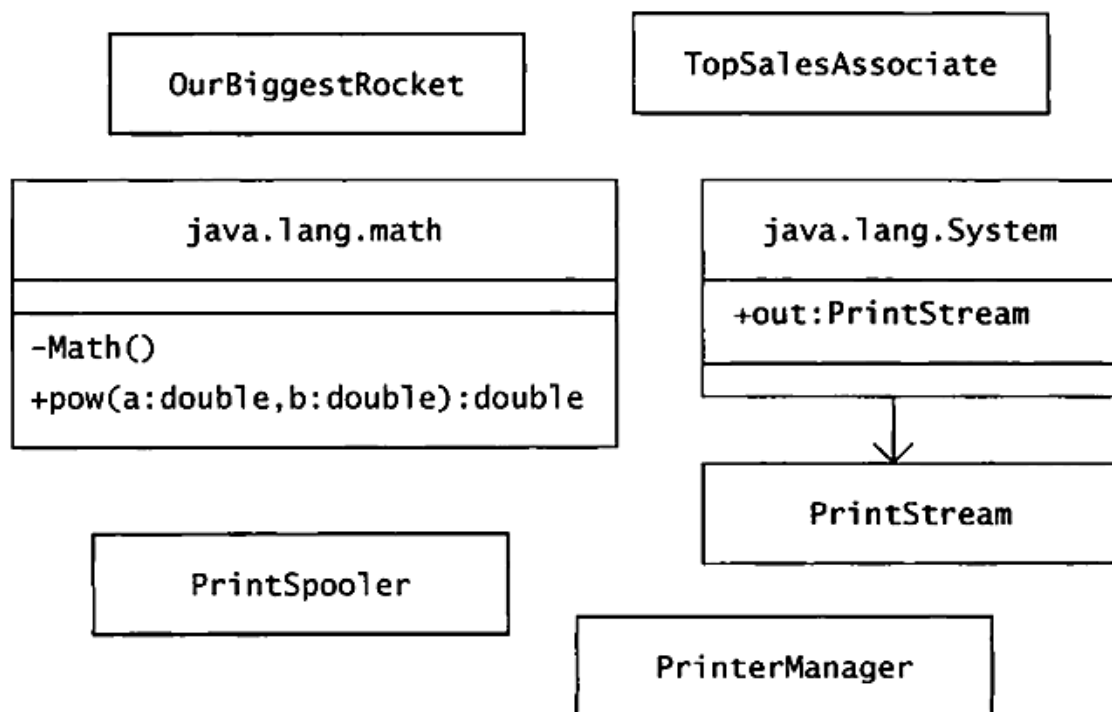 OurBiggestRocket
TopSalesAssociate
java.lang.math
-Math()
+pow(a:double,b:double):double
java.lang.System
+out:PrintStream
PrintStream
PrintSpooler
PrinterManager